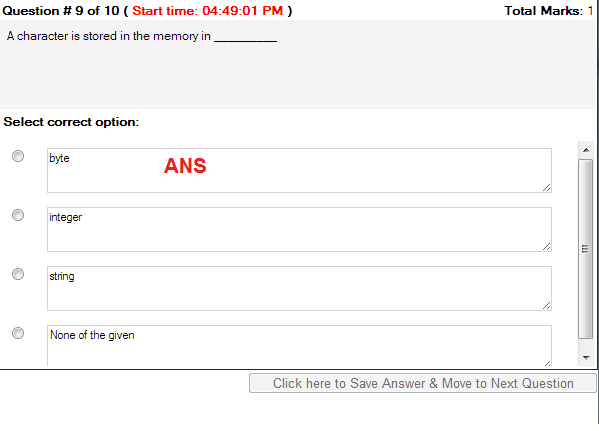 Question # 9 of 10 ( Start time: 04:49:01 PM ) Total Marks: 1
A character is stored in the memory in _________
Select correct option:
byte
ANS
integer
string
None of the given
Click here to Save Answer & Move to Next Question